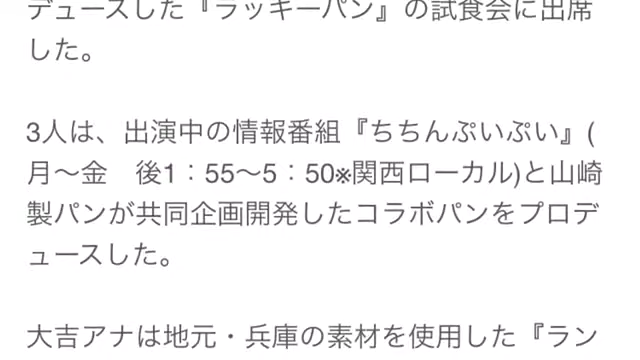 デュースした『ラッキーパン』の試食会に出席
した。
3人は、出演中の情報番組『ちちんぷいぷい』(
月〜金　後1：55〜5：50※関西ローカル)と山崎
製パンが共同企画開発したコラボパンをプロデ
ュースした。
大吉アナは地元・兵庫の素材を使用した『ラン